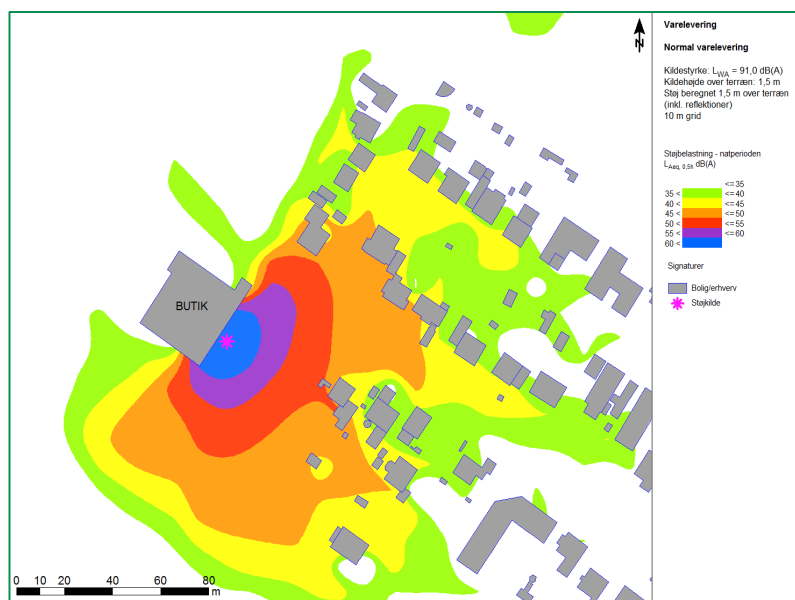 N
BUTIK
0 10 20 40 60 80
m
Varelevering
Normal varelevering
Kildestyrke: LWA = 91,0 dB(A)
Kildehøjde over terræn: 1,5 m
Støj beregnet 1,5 m over terræn
(inkl. reflektioner)
10 m grid
Støjbelastning - natperioden
LAeq, 0,5h dB(A)
<=35
35 < <=40
40 < <=45
45 < <=50
50 < <=55
55 < <=60
60 <
Signaturer
Bolig/erhverv
Støjkilde